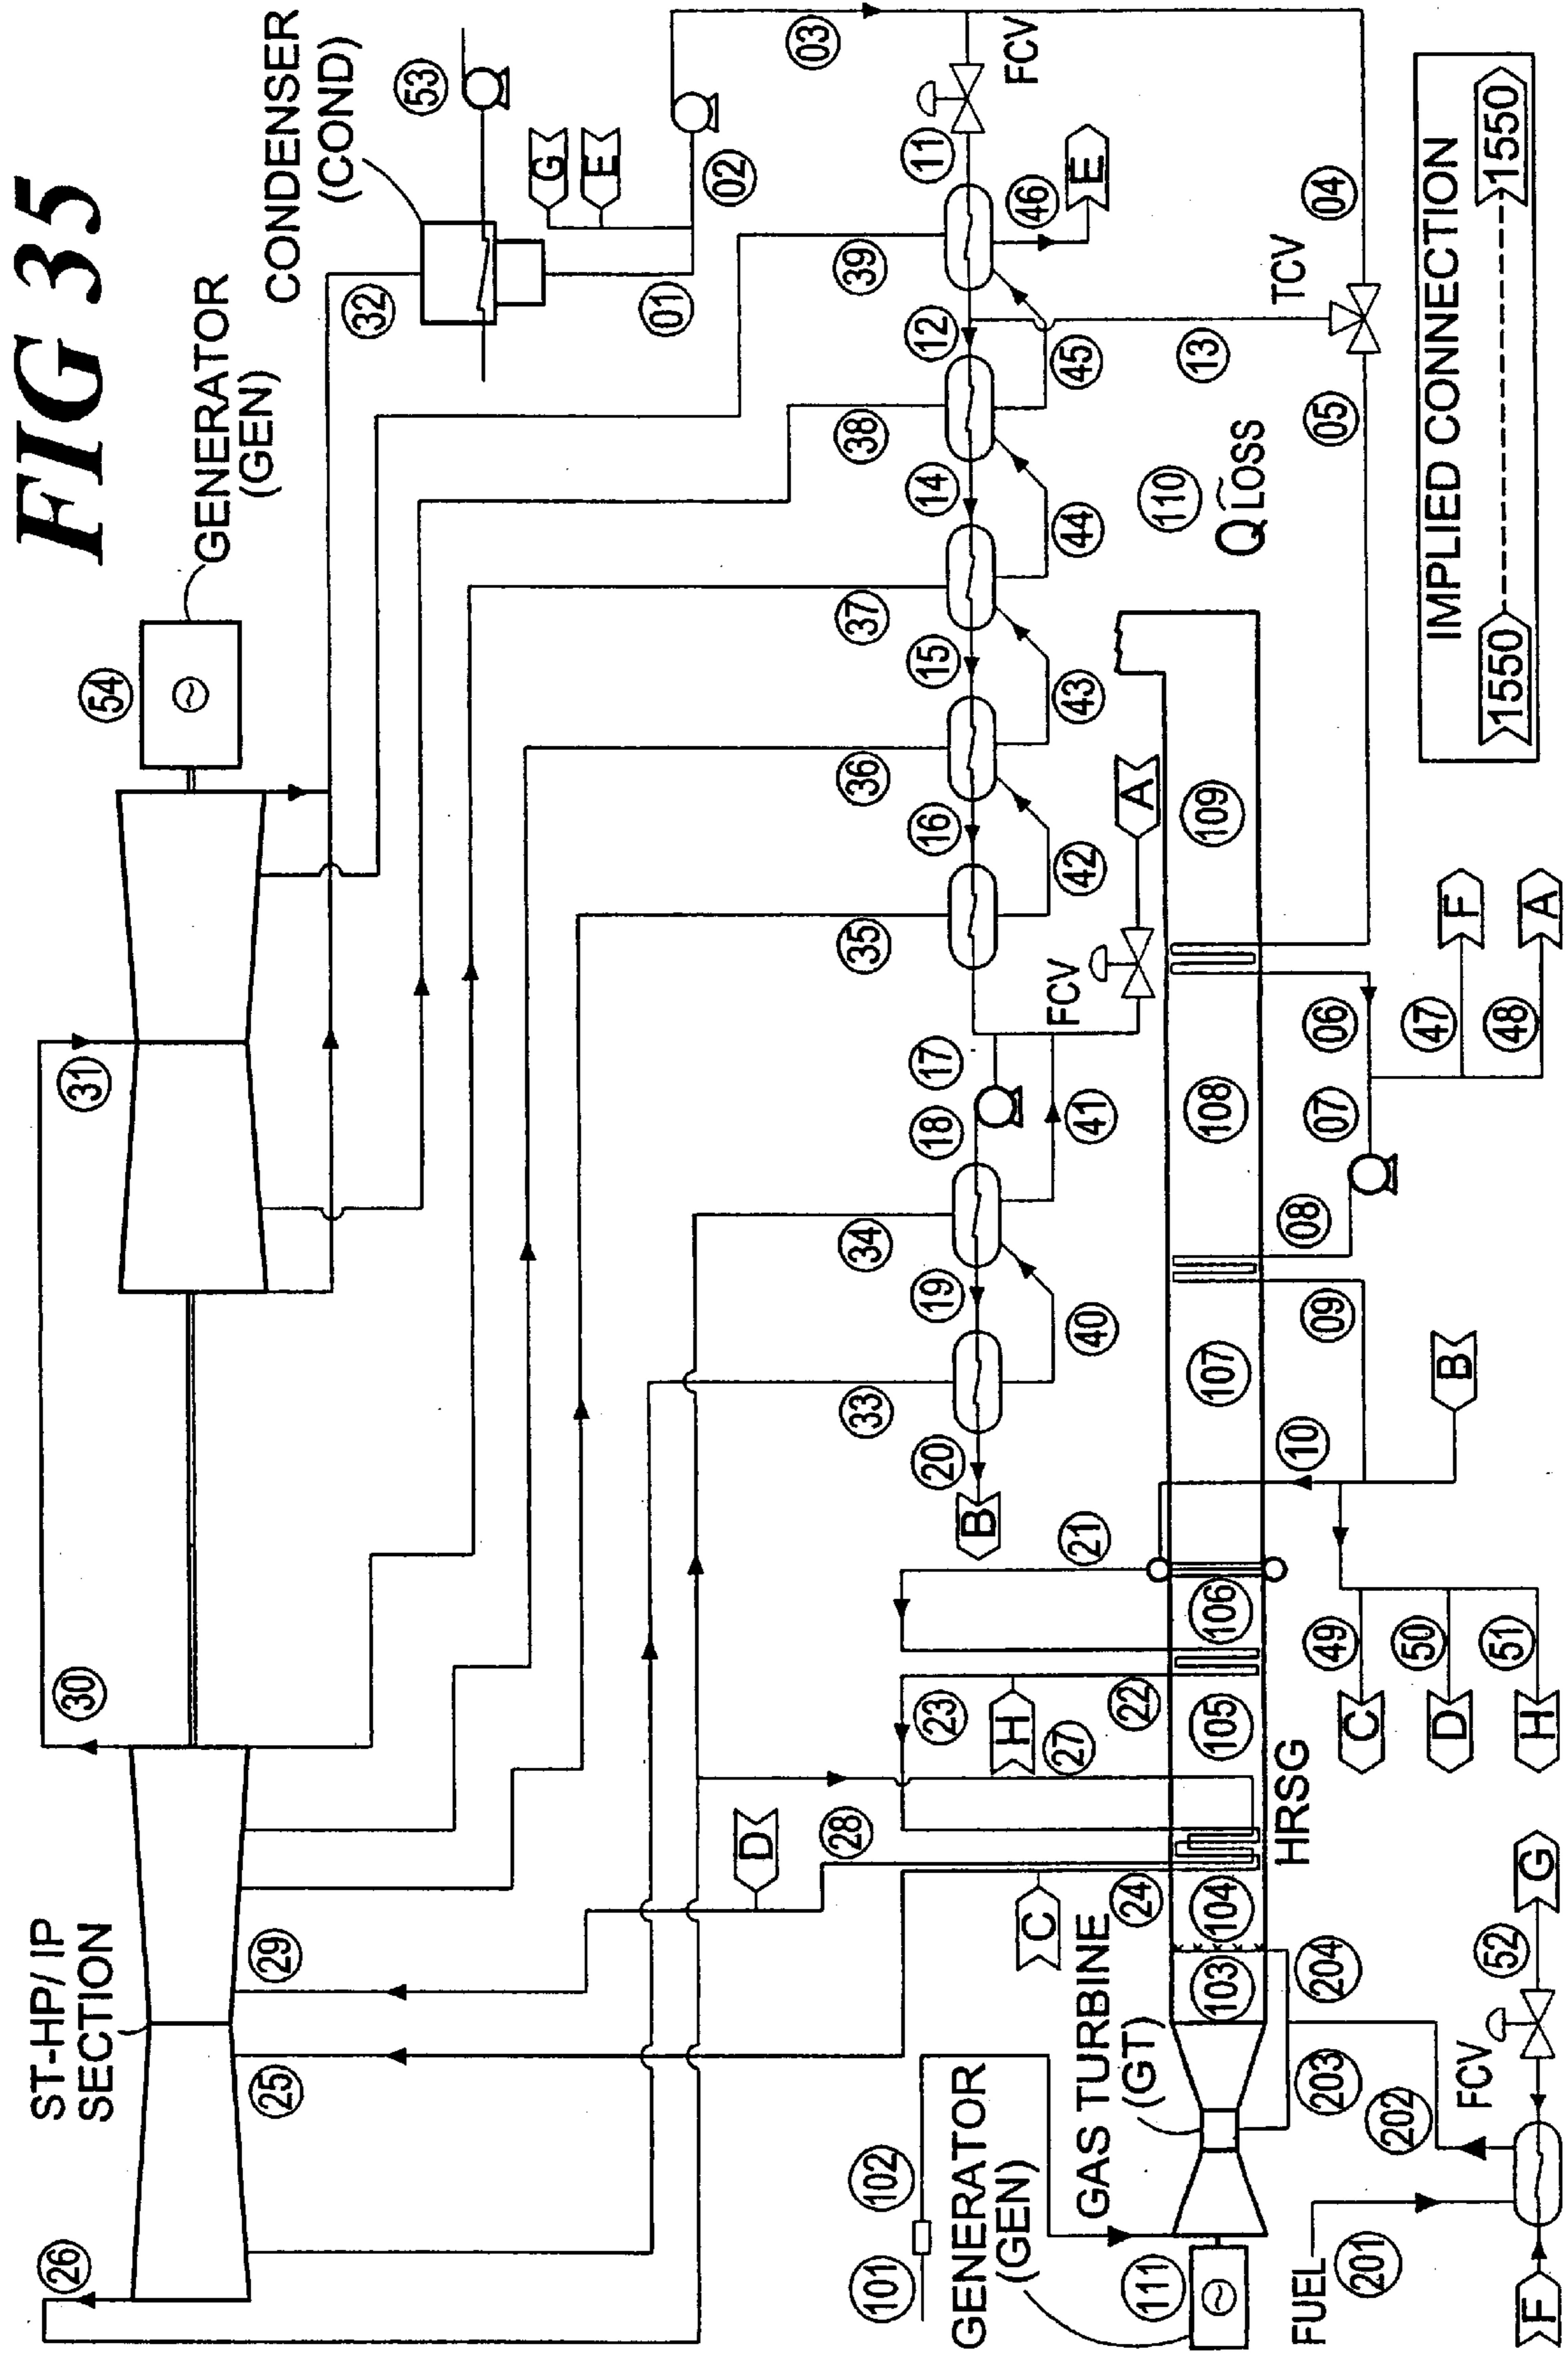 FIG 35
GENERATOR
(GEN)
54
CONDENSER
(COND)
53
ST-HP/IP
SECTION
26
30
31
32
25
29
01
G
E
02
03
FCV
11
39
46
E
12
38
45
13
TCV
04
05
14
37
44
15
36
43
16
35
42
FCV
A
17
18
41
34
19
33
40
20
B
21
D
28
23
H
27
22
C
24
110
Q LOSS
109
108
107
106
105
104
103
HRSG
06
47
F
48
A
07
08
09
10
B
49
C
50
D
51
H
GAS TURBINE
(GT)
GENERATOR
(GEN)
101
102
111
204
203
202
FUEL
201
F
FCV
52
G
IMPLIED CONNECTION
1550
1550